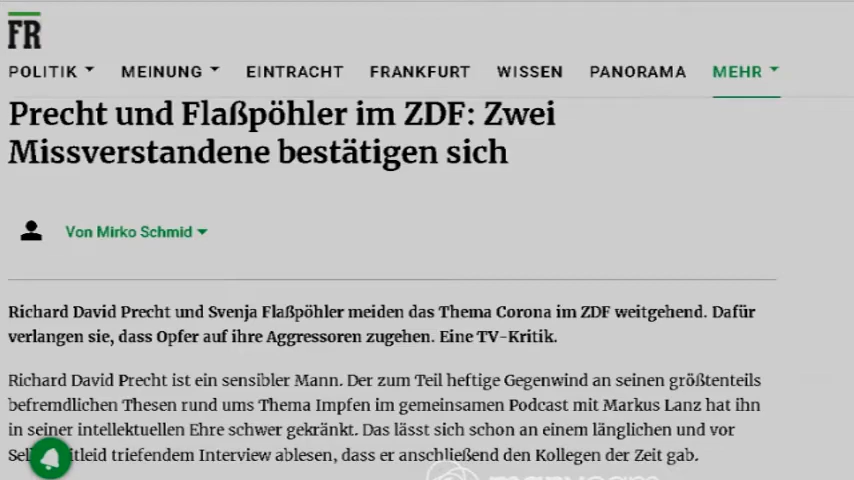 FR
POLITIK MEINUNG EINTRACHT FRANKFURT WISSEN PANORAMA MEHR
Precht und Flaßpöhler im ZDF: Zwei
Missverstandene bestätigen sich
Von Mirko Schmid
Richard David Precht und Svenja Flaßpöhler meiden das Thema Corona im ZDF weitgehend. Dafür
verlangen sie, dass Opfer auf ihre Aggressoren zugehen. Eine TV-Kritik.
Richard David Precht ist ein sensibler Mann. Der zum Teil heftige Gegenwind an seinen größtenteils
befremdlichen Thesen rund ums Thema Impfen im gemeinsamen Podcast mit Markus Lanz hat ihn
in seiner intellektuellen Ehre schwer gekränkt. Das lässt sich schon an einem länglichen und vor
triefendem Interview ablesen, dass er anschließend den Kollegen der Zeit gab.